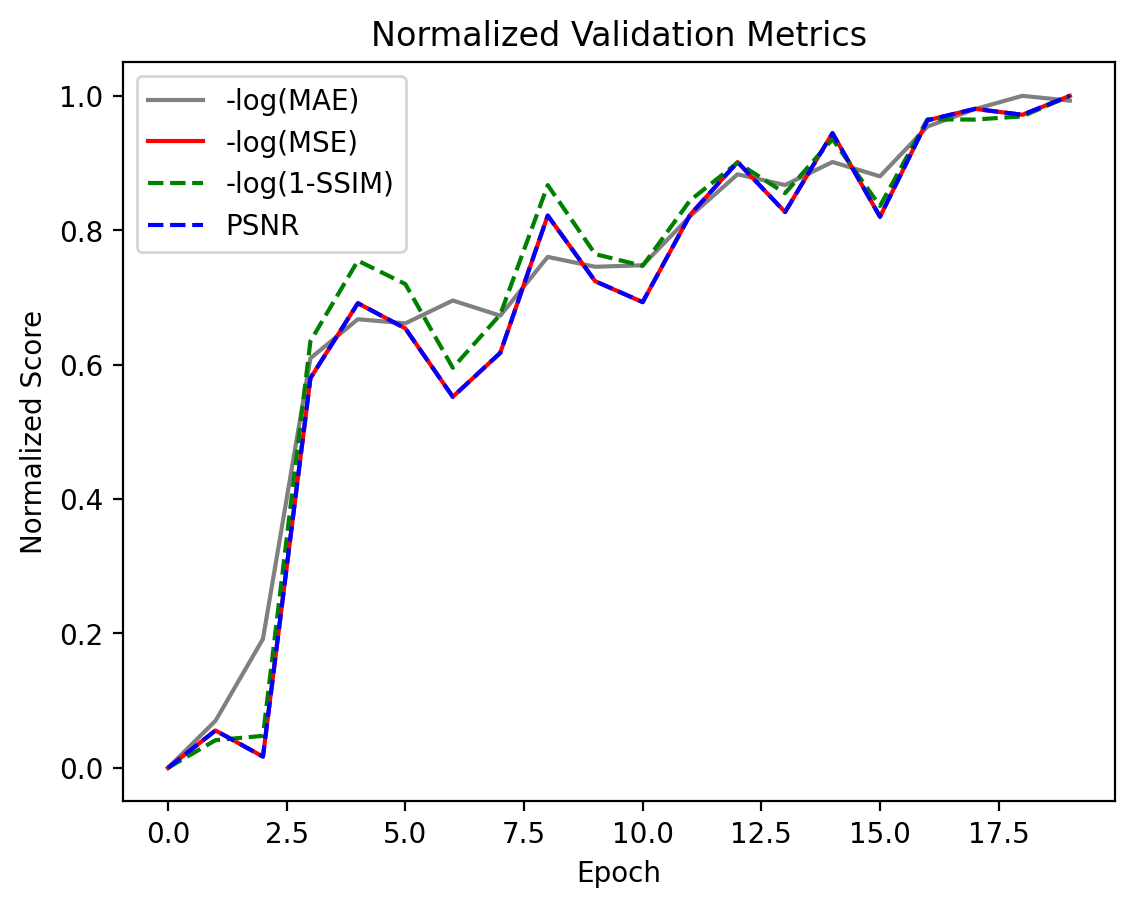 Normalized Validation Metrics
-log(MAE)
-log(MSE)
-log(1-SSIM)
PSNR
1.0
0.8
0.6
0.4
0.2
0.0
Normalized Score
0.0 2.5 5.0 7.5 10.0 12.5 15.0 17.5
Epoch